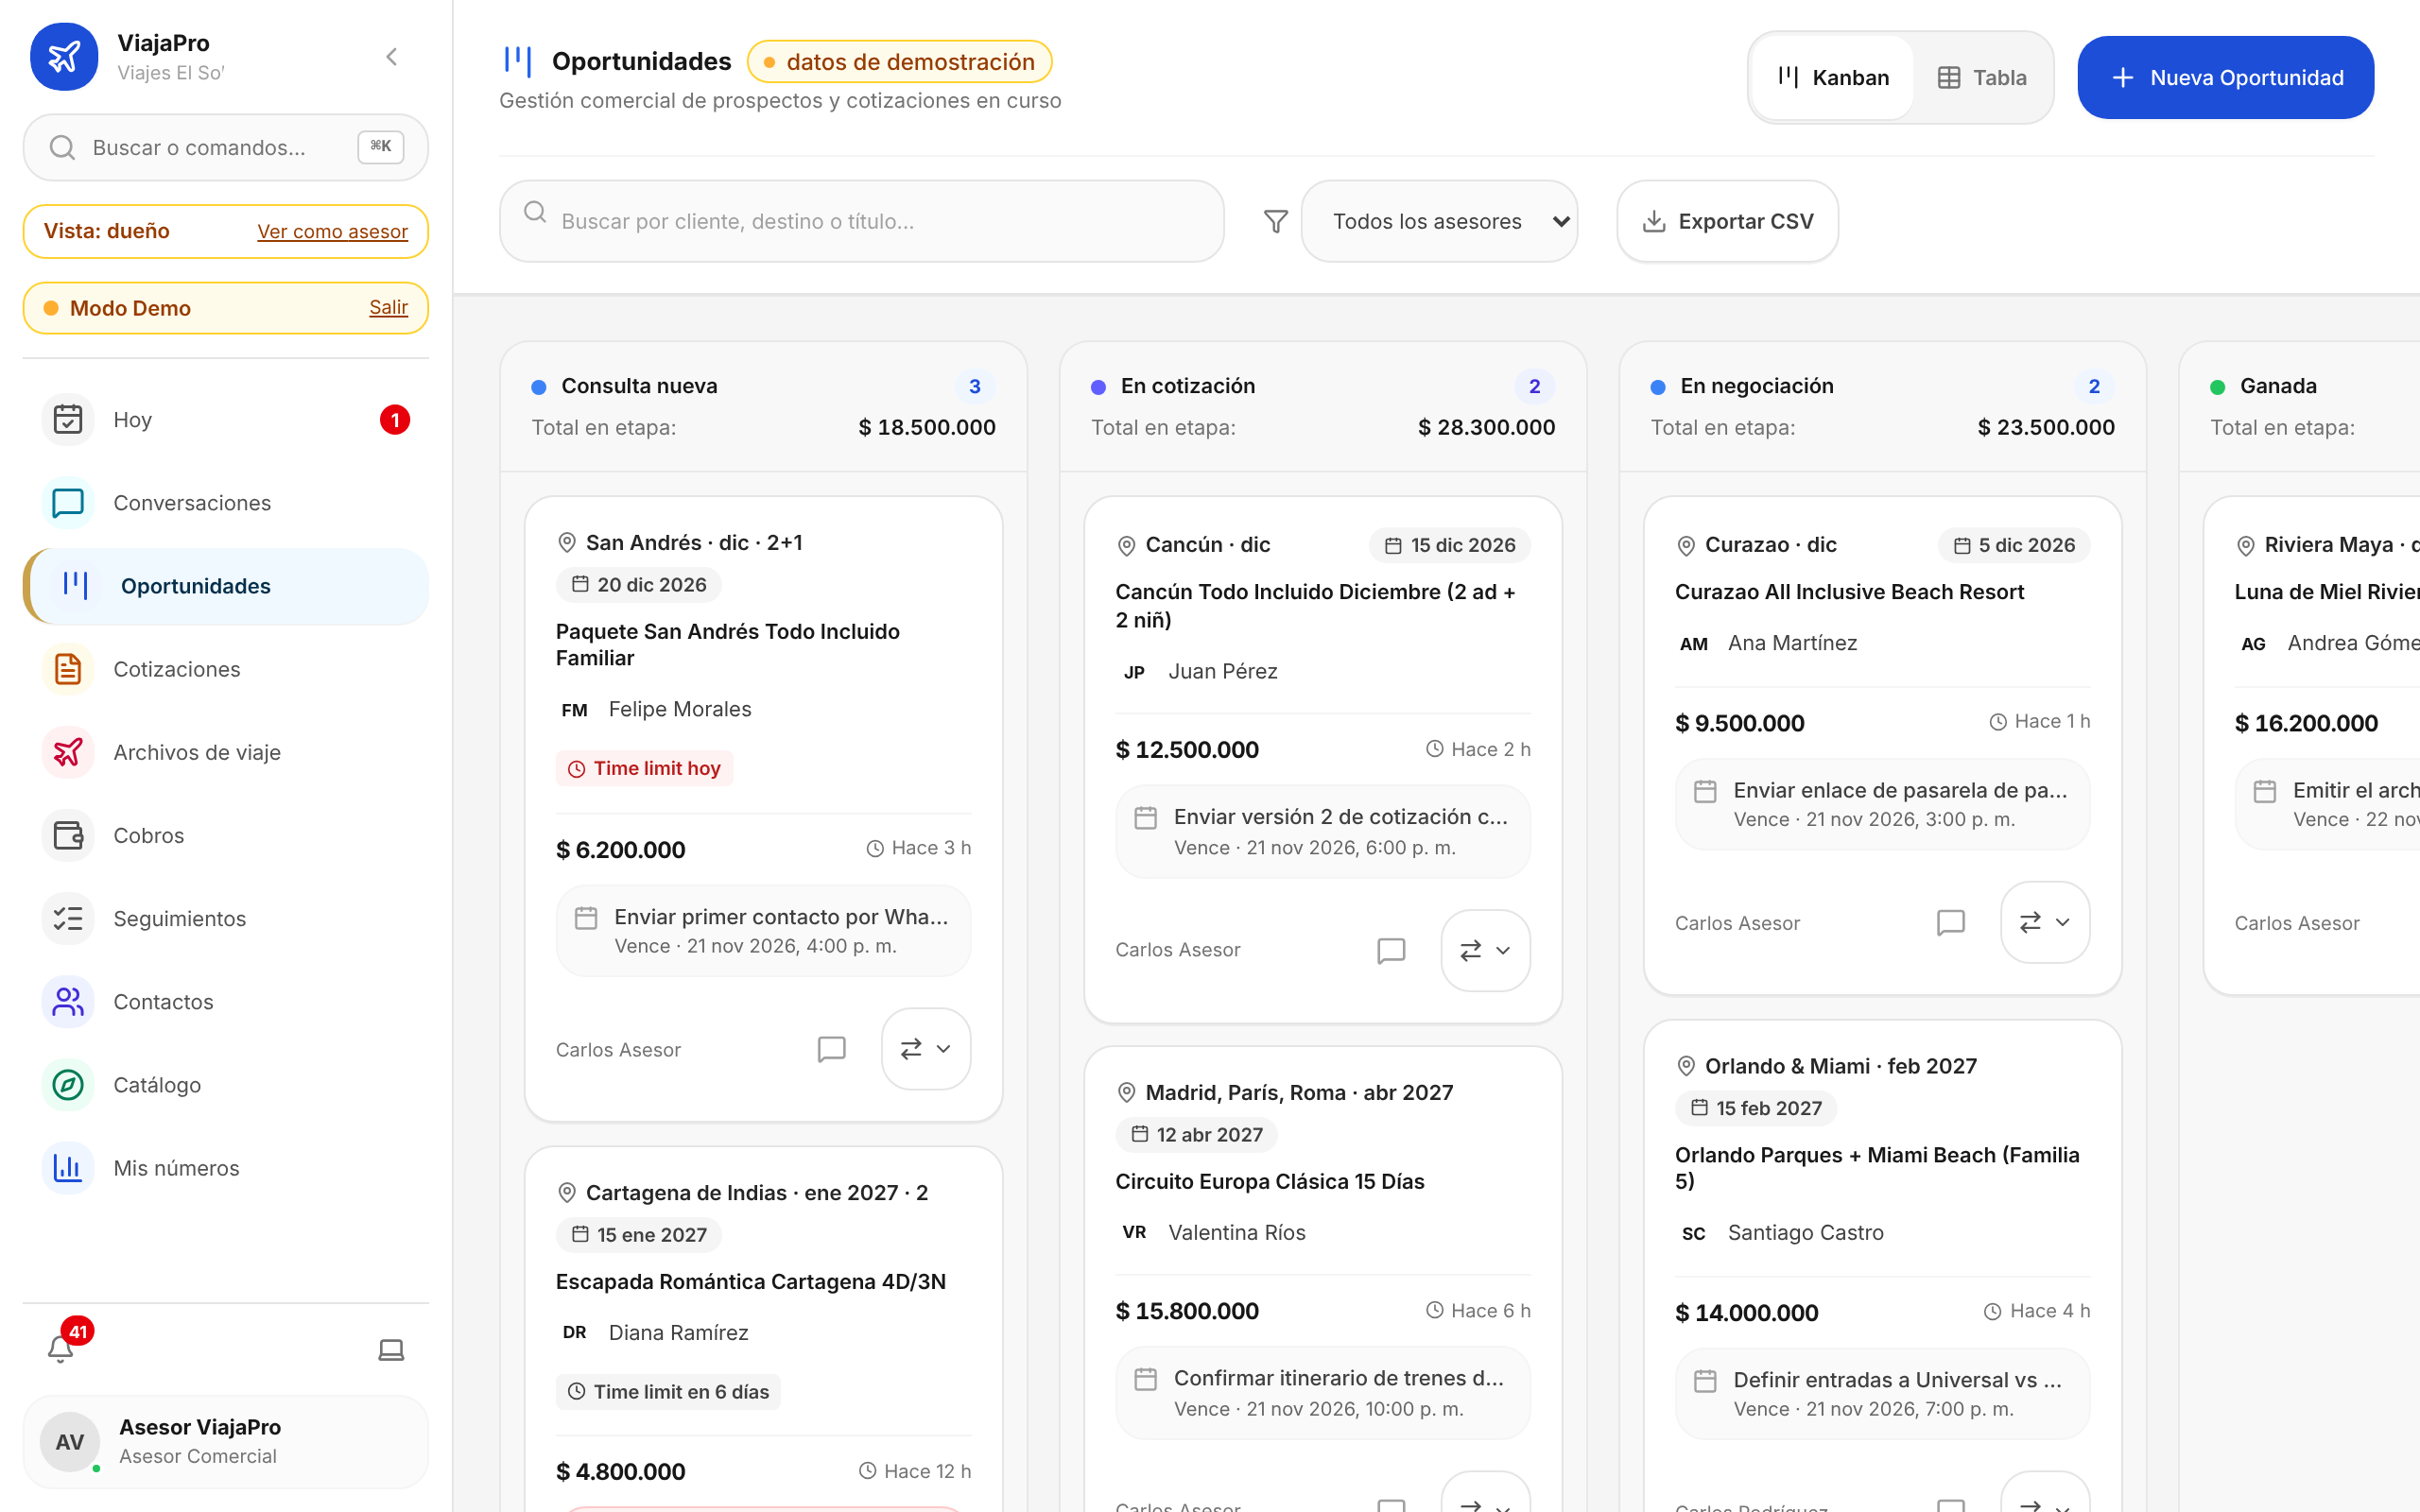 ViajaPro
Viajes El So
Buscar o comandos...
⌘K
Vista: dueño
Ver como asesor
Modo Demo
Salir
Hoy
1
Conversaciones
Oportunidades
Cotizaciones
Archivos de viaje
Cobros
Seguimientos
Contactos
Catálogo
Mis números
41
AV
Asesor ViajaPro
Asesor Comercial
Oportunidades
datos de demostración
Gestión comercial de prospectos y cotizaciones en curso
Kanban
Tabla
Nueva Oportunidad
Buscar por cliente, destino o título...
Todos los asesores
Exportar CSV
Consulta nueva
3
Total en etapa:
$ 18.500.000
San Andrés · dic · 2+1
20 dic 2026
Paquete San Andrés Todo Incluido
Familiar
FM
Felipe Morales
Time limit hoy
$ 6.200.000
Hace 3 h
Enviar primer contacto por Wha...
Vence · 21 nov 2026, 4:00 p. m.
Carlos Asesor
Cartagena de Indias · ene 2027 · 2
15 ene 2027
Escapada Romántica Cartagena 4D/3N
DR
Diana Ramírez
Time limit en 6 días
$ 4.800.000
Hace 12 h
En cotización
2
Total en etapa:
$ 28.300.000
Cancún · dic
15 dic 2026
Cancún Todo Incluido Diciembre (2 ad +
2 niñ)
JP
Juan Pérez
$ 12.500.000
Hace 2 h
Enviar versión 2 de cotización c...
Vence · 21 nov 2026, 6:00 p. m.
Carlos Asesor
Madrid, París, Roma · abr 2027
12 abr 2027
Circuito Europa Clásica 15 Días
VR
Valentina Ríos
$ 15.800.000
Hace 6 h
Confirmar itinerario de trenes d...
Vence · 21 nov 2026, 10:00 p. m.
Carlos Asesor
En negociación
2
Total en etapa:
$ 23.500.000
Curazao · dic
5 dic 2026
Curazao All Inclusive Beach Resort
AM
Ana Martínez
$ 9.500.000
Hace 1 h
Enviar enlace de pasarela de pa...
Vence · 21 nov 2026, 3:00 p. m.
Carlos Asesor
Orlando & Miami · feb 2027
15 feb 2027
Orlando Parques + Miami Beach (Familia
5)
SC
Santiago Castro
$ 14.000.000
Hace 4 h
Definir entradas a Universal vs ...
Vence · 21 nov 2026, 7:00 p. m.
Carlos Rodríguez
Ganada
Total en etapa:
Riviera Maya · d
Luna de Miel Rivier
AG
Andrea Góme
$ 16.200.000
Emitir el arch
Vence · 22 nov
Carlos Asesor